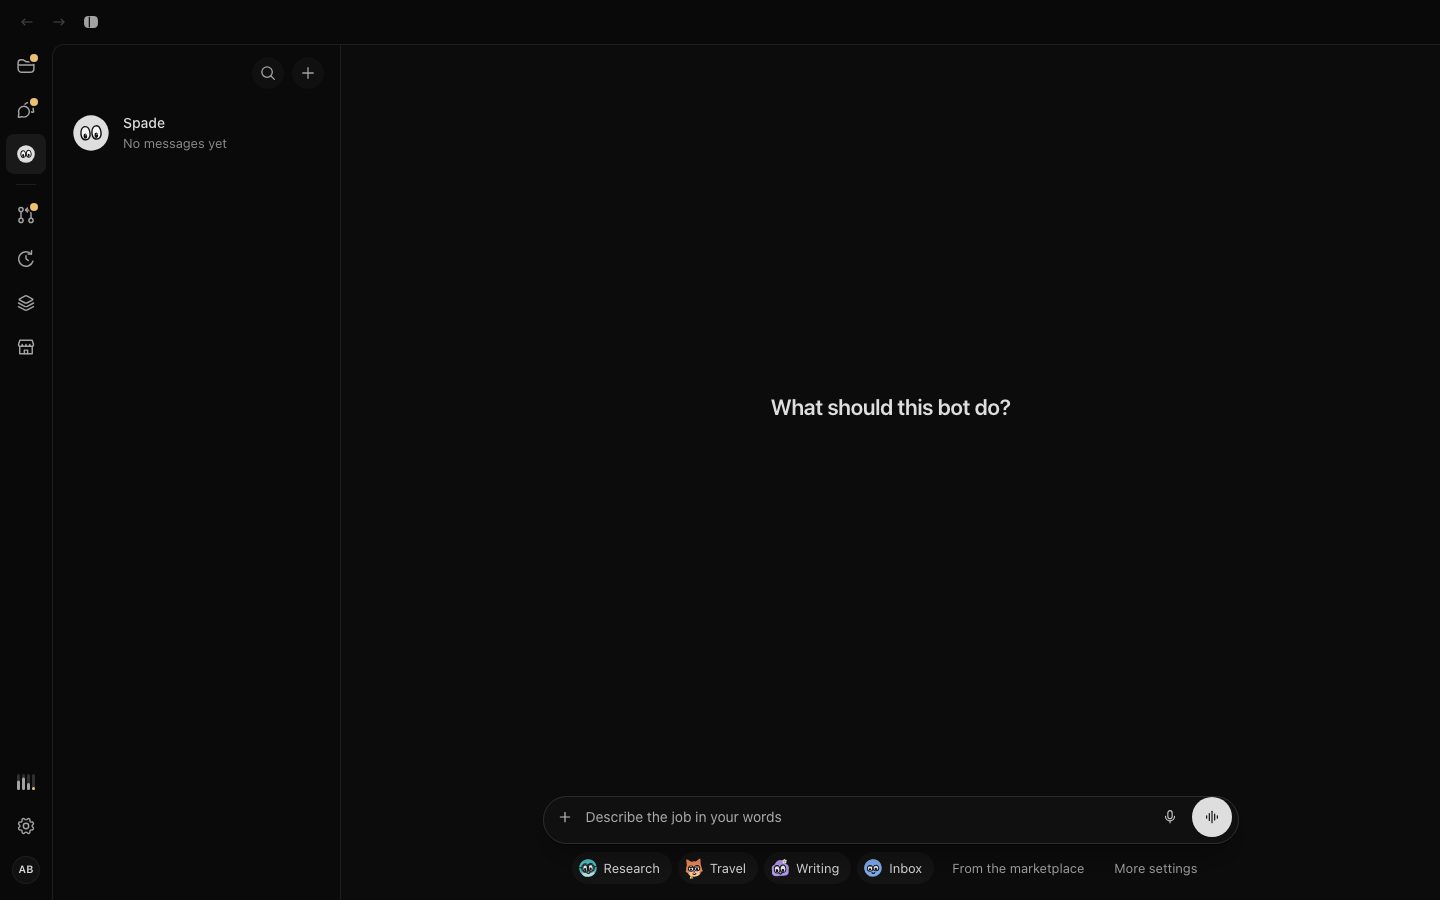 Spade
No messages yet
What should this bot do?
Describe the job in your words
Research
Travel
Writing
Inbox
From the marketplace
More settings
AB